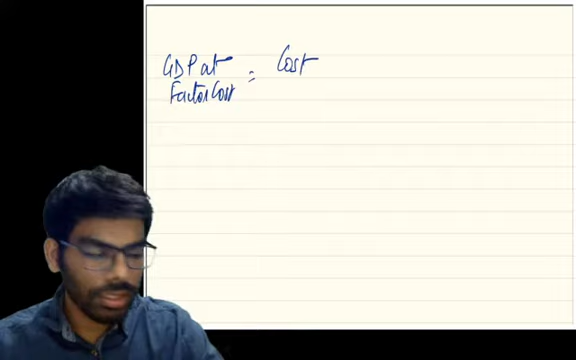 GDP at = Cost
Factor Cost